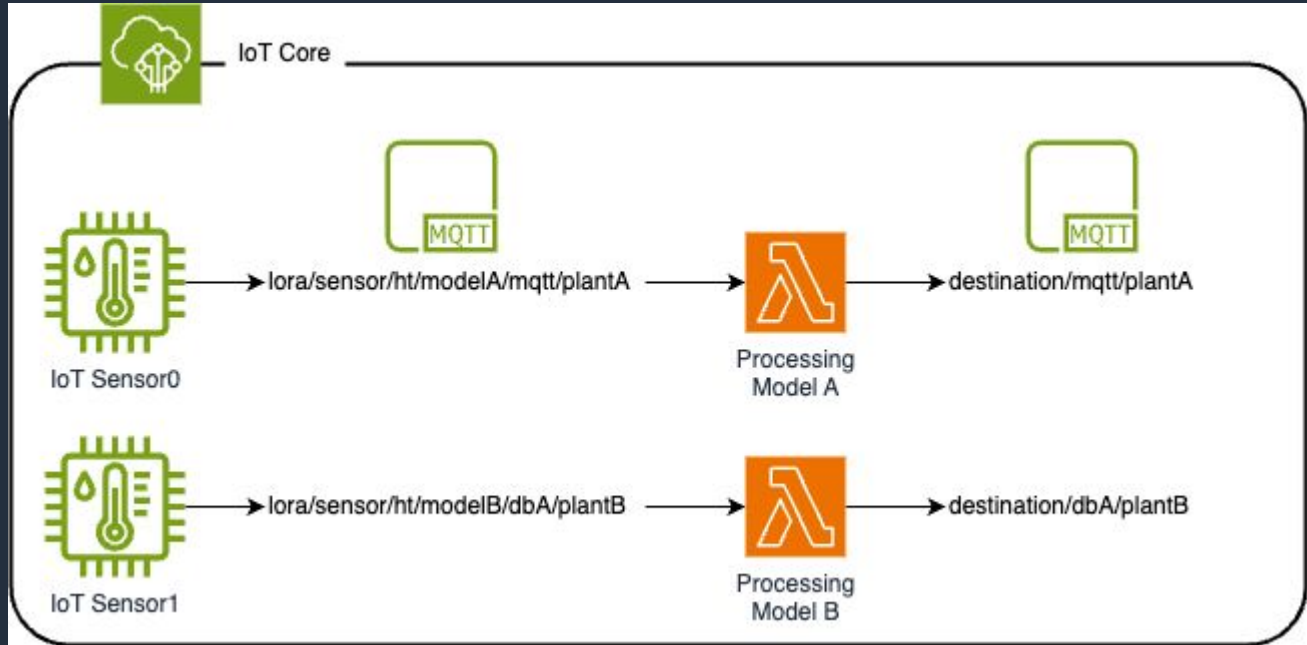 IoT Core
MQTT
MQTT
lora/sensor/ht/modelA/mqtt/plantA
destination/mqtt/plantA
IoT Sensor0
Processing
Model A
lora/sensor/ht/modelB/dbA/plantB
destination/dbA/plantB
IoT Sensor1
Processing
Model B